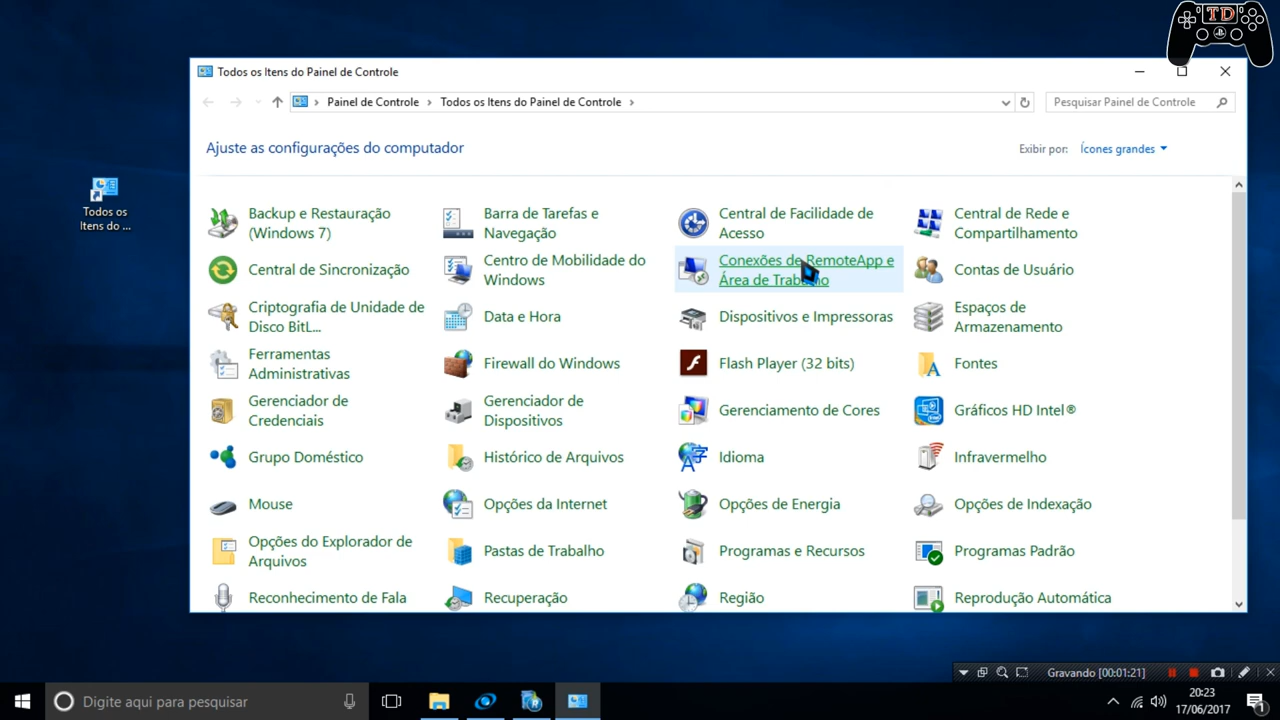 TD
Todos os Itens do Painel de Controle
Painel de Controle
Todos os Itens do Painel de Controle
Pesquisar Painel de Controle
Ajuste as configurações do computador
Exibir por:
Ícones grandes
Todos os
Itens do ...
Backup e Restauração
(Windows 7)
Barra de Tarefas e
Navegação
Central de Facilidade de
Acesso
Central de Rede e
Compartilhamento
Central de Sincronização
Centro de Mobilidade do
Windows
Conexões de RemoteApp e
Área de Trabalho
Contas de Usuário
Criptografia de Unidade de
Disco BitL...
Data e Hora
Dispositivos e Impressoras
Espaços de
Armazenamento
Ferramentas
Administrativas
Firewall do Windows
Flash Player (32 bits)
Fontes
Gerenciador de
Credenciais
Gerenciador de
Dispositivos
Gerenciamento de Cores
Gráficos HD Intel®
Grupo Doméstico
Histórico de Arquivos
Idioma
Infravermelho
Mouse
Opções da Internet
Opções de Energia
Opções de Indexação
Opções do Explorador de
Arquivos
Pastas de Trabalho
Programas e Recursos
Programas Padrão
Reconhecimento de Fala
Recuperação
Região
Reprodução Automática
Gravando [00:01:21]
Digite aqui para pesquisar
20:23
17/06/2017
1